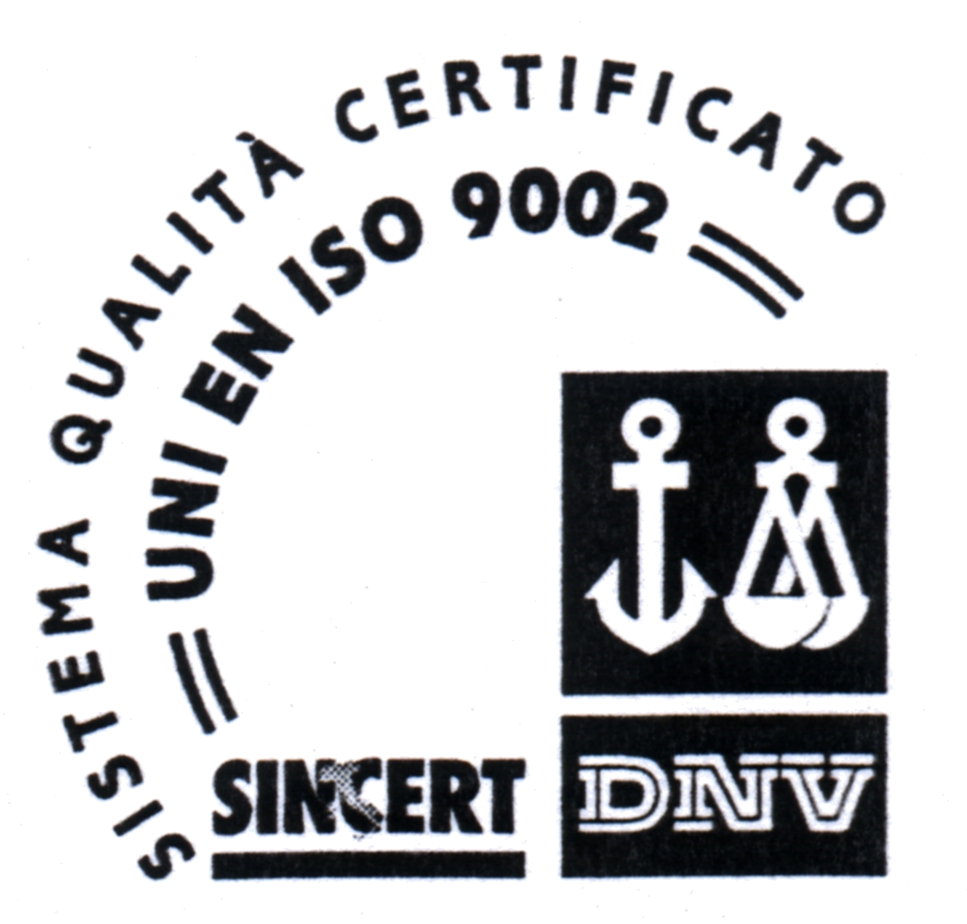 SISTEMA QUALITÀ CERTIFICATO
UNI EN ISO 9002
SINCERT
DNV